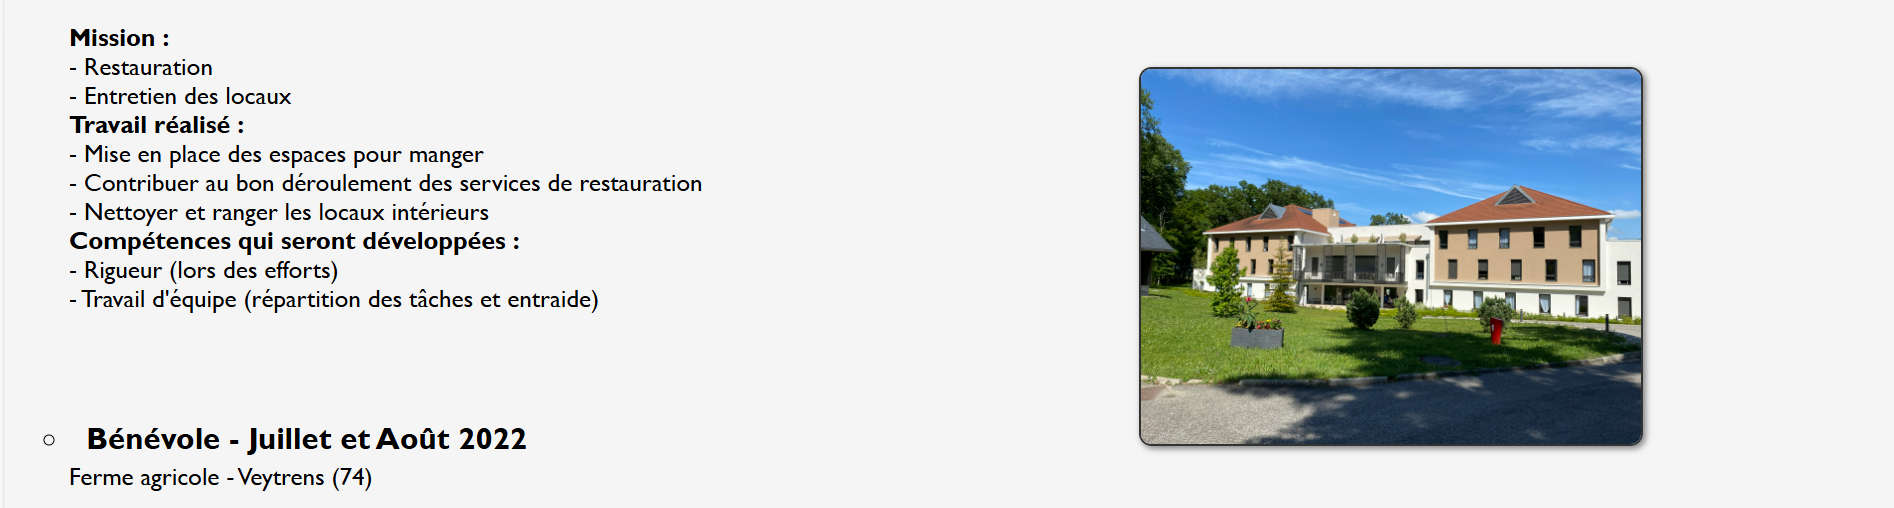 Mission :
- Restauration
- Entretien des locaux
Travail réalisé :
- Mise en place des espaces pour manger
- Contribuer au bon déroulement des services de restauration
- Nettoyer et ranger les locaux intérieurs
Compétences qui seront développées :
- Rigueur (lors des efforts)
- Travail d'équipe (répartition des tâches et entraide)
Bénévole - Juillet et Août 2022
Ferme agricole - Veytrens (74)